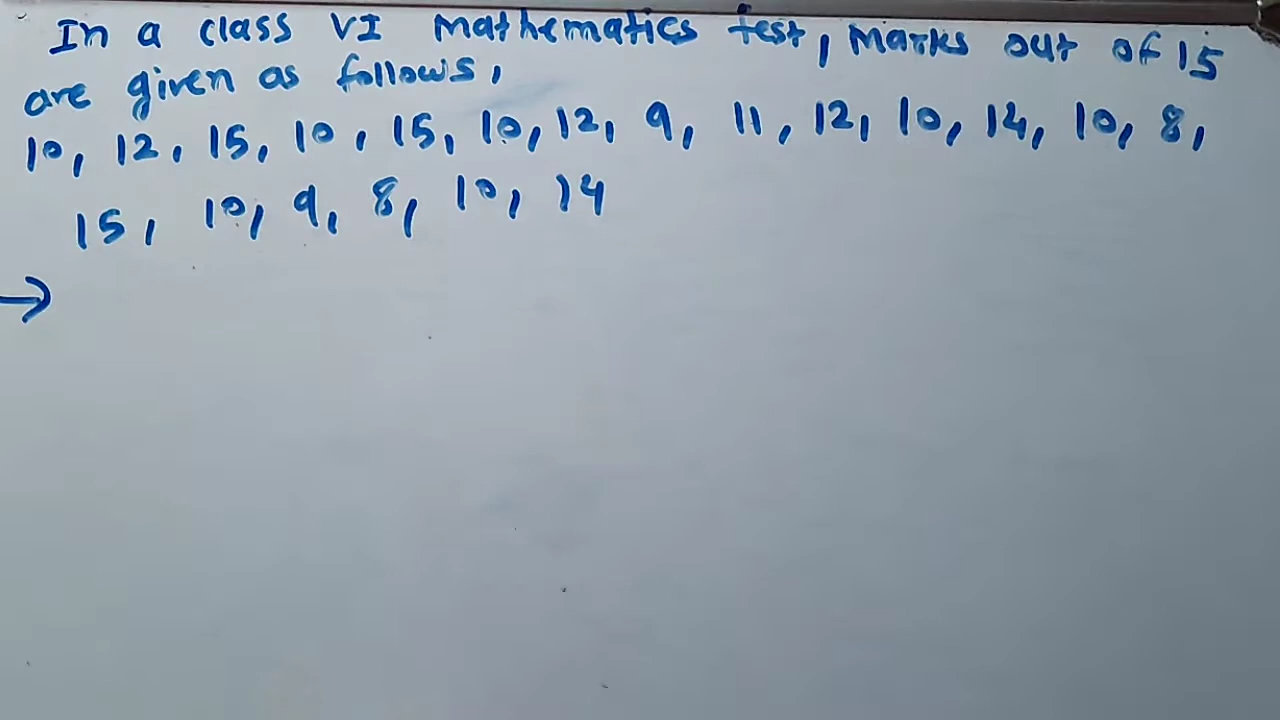 In a class VI Mathematics test, Marks out of 15
are given as follows,
10, 12, 15, 10, 15, 10, 12, 9, 11, 12, 10, 14, 10, 8,
15, 10, 9, 8, 10, 14
→